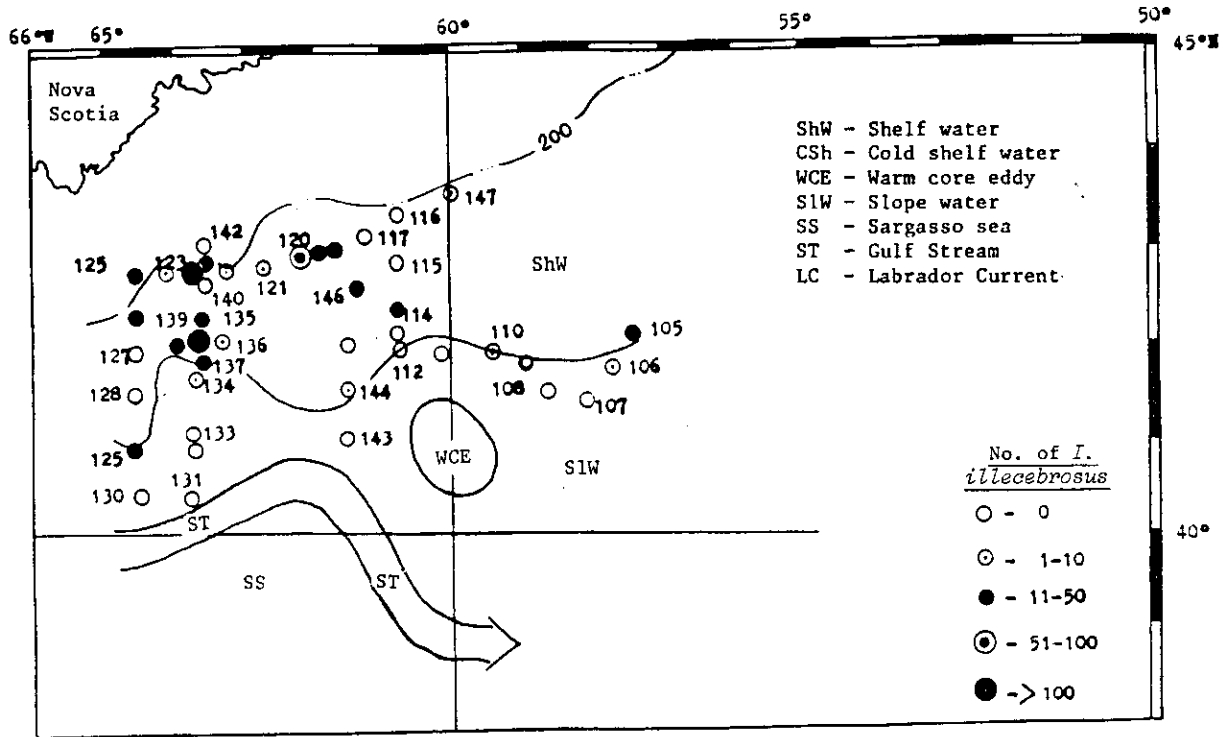 66°W 65° 60° 55° 50°
45°N
Nova
Scotia
200
ShW - Shelf water
CSh - Cold shelf water
WCE - Warm core eddy
SlW - Slope water
SS - Sargasso sea
ST - Gulf Stream
LC - Labrador Current
147
116
142
120
117
125
123
121
115
ShW
140
146
139
135
114
110
105
127
136
137
112
106
134
108
128
144
107
133
143
125
WCE
SlW
131
130
ST
40°
SS
ST
No. of I.
illecebrosus
- 0
- 1-10
- 11-50
- 51-100
-> 100